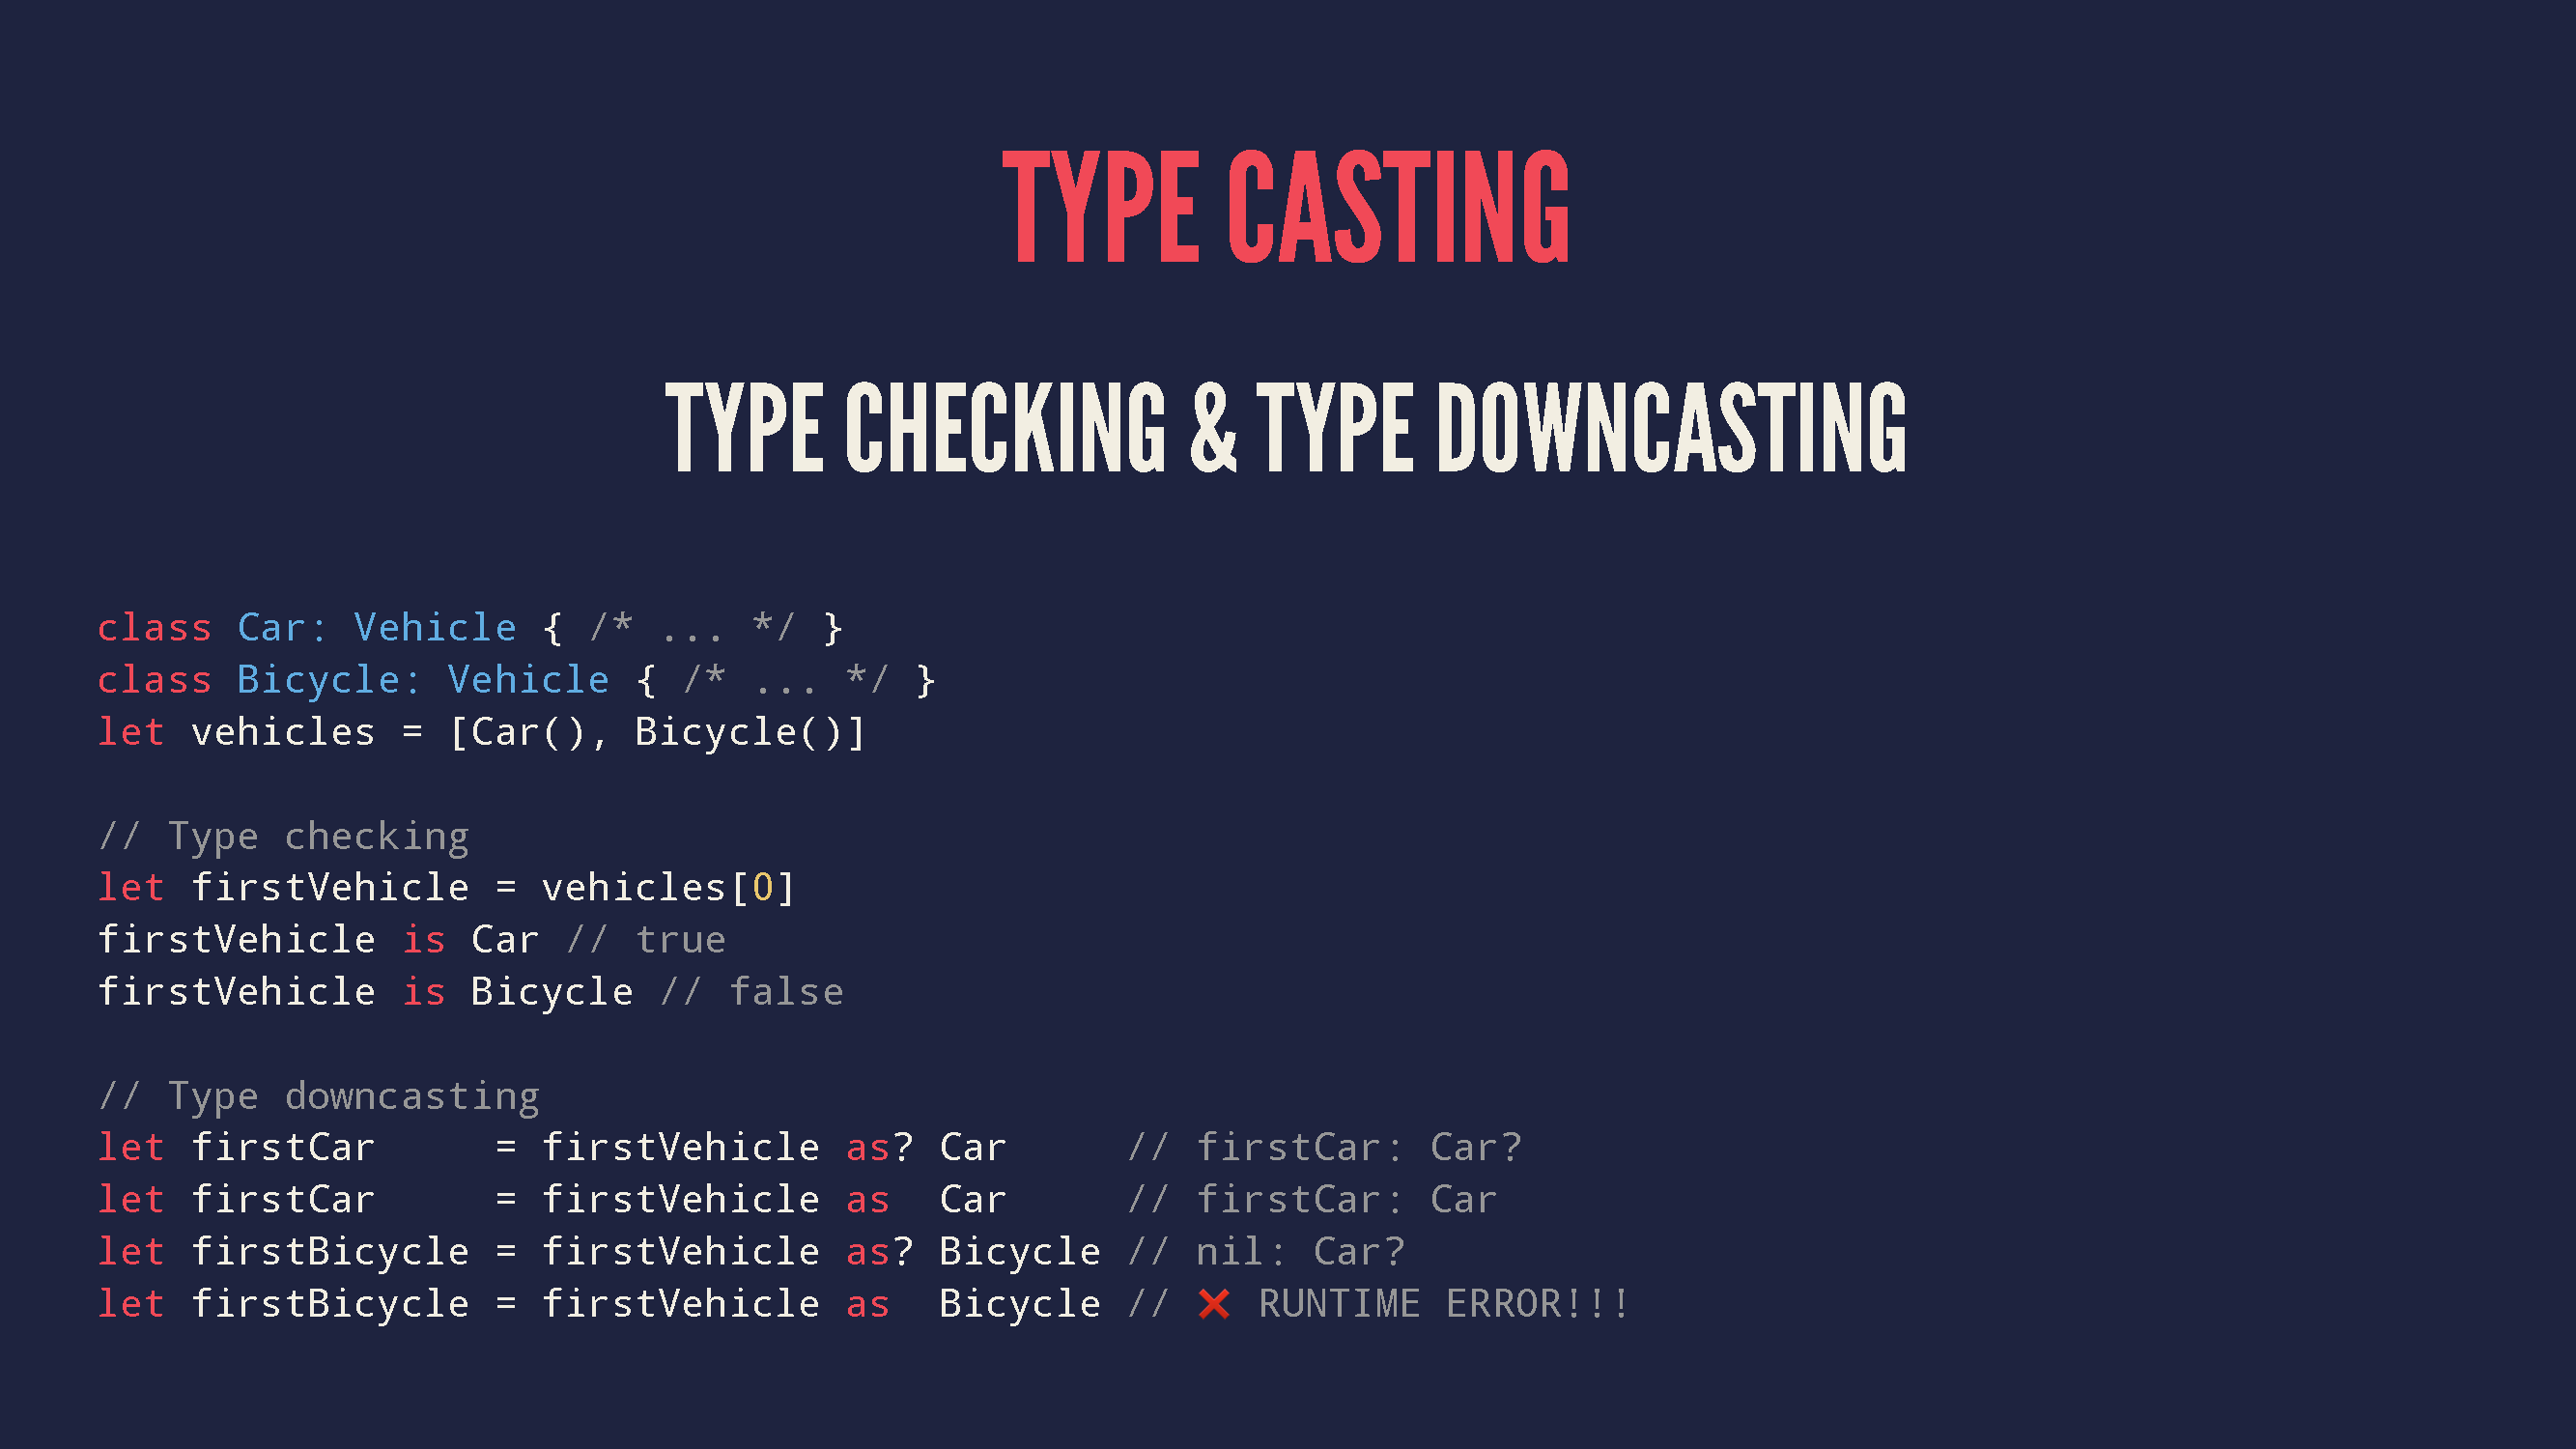 TYPE CASTING
TYPE CHECKING & TYPE DOWNCASTING
class Car: Vehicle { /* ... */ }
class Bicycle: Vehicle { /* ... */ }
let vehicles = [Car(), Bicycle()]
// Type checking
let firstVehicle = vehicles[0]
firstVehicle is Car // true
firstVehicle is Bicycle // false
// Type downcasting
let firstCar     = firstVehicle as? Car     // firstCar: Car?
let firstCar     = firstVehicle as  Car     // firstCar: Car
let firstBicycle = firstVehicle as? Bicycle // nil: Car?
let firstBicycle = firstVehicle as  Bicycle // ❌ RUNTIME ERROR!!!